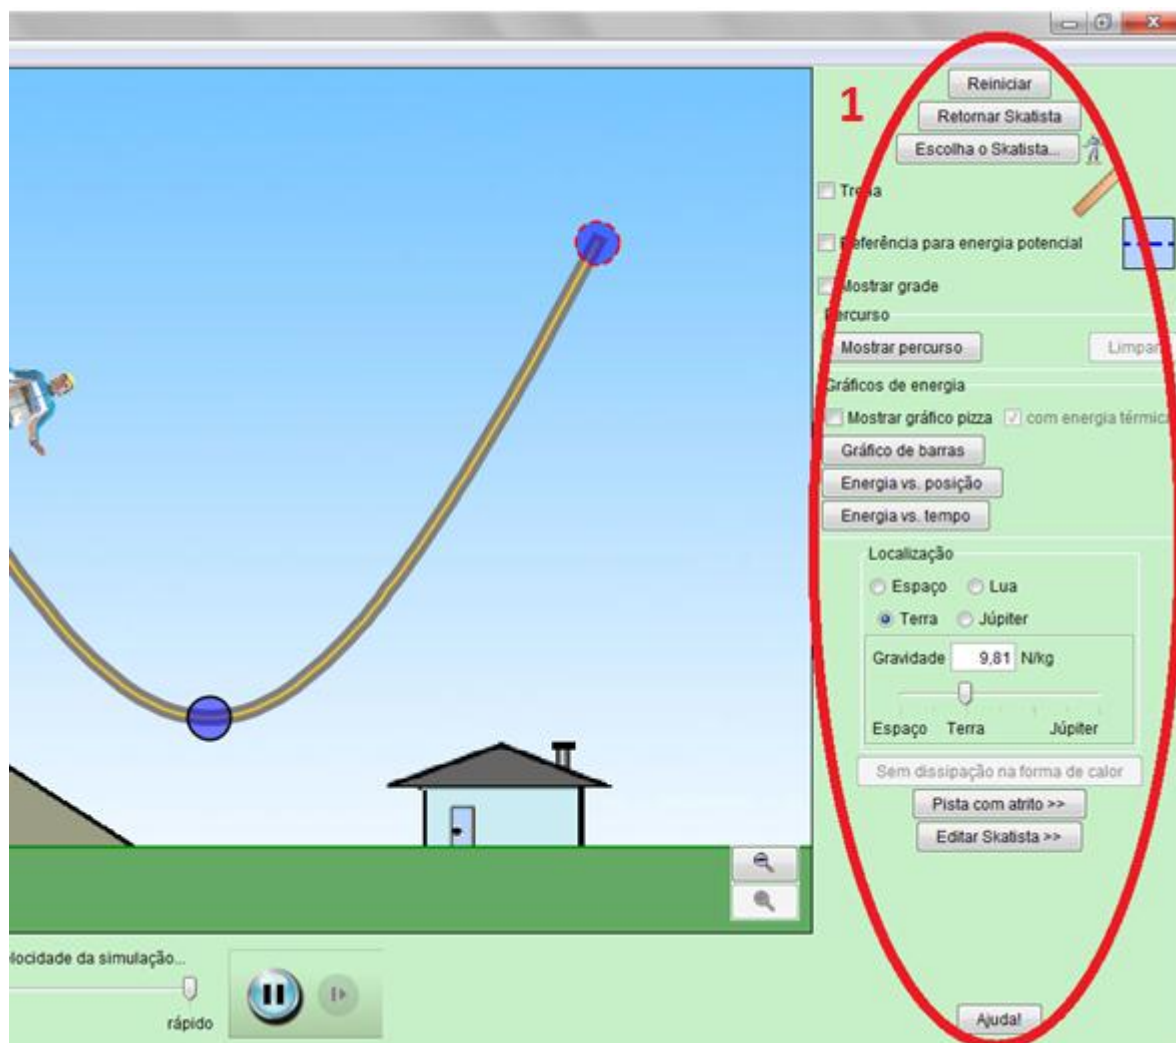 1
Reiniciar
Retornar Skatista
Escolha o Skatista...
Trena
Referência para energia potencial
Mostrar grade
Percurso
Mostrar percurso Limpar
Gráficos de energia
Mostrar gráfico pizza com energia térmica
Gráfico de barras
Energia vs. posição
Energia vs. tempo
Localização
Espaço Lua
Terra Júpiter
Gravidade 9,81 N/kg
Espaço Terra Júpiter
Sem dissipação na forma de calor
Pista com atrito >>
Editar Skatista >>
locidade da simulação...
rápido
Ajuda!